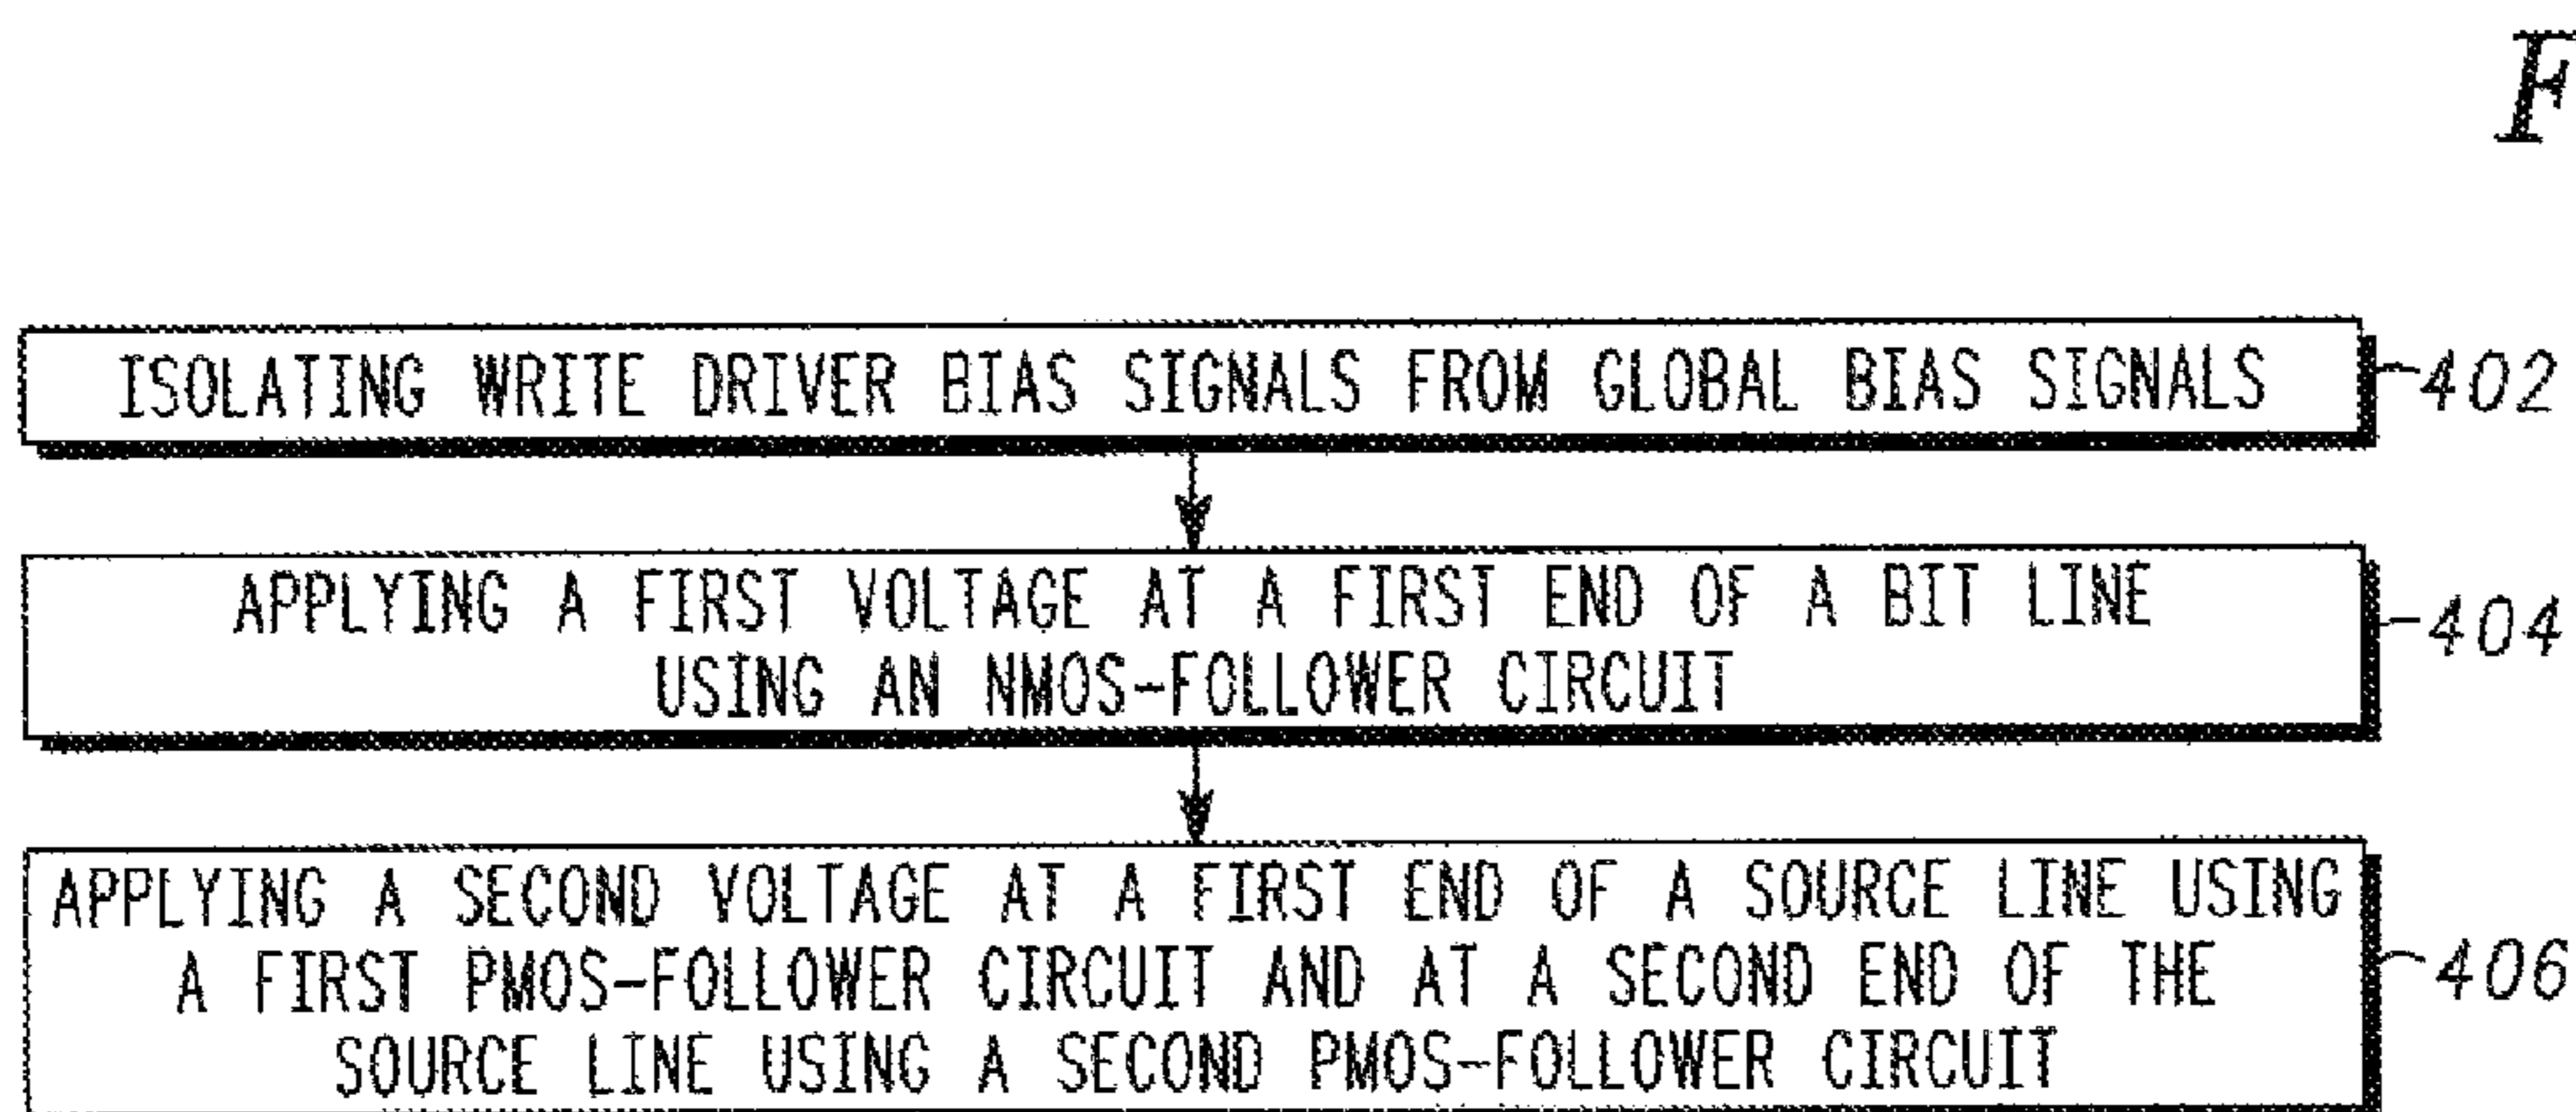 F
ISOLATING WRITE DRIVER BIAS SIGNALS FROM GLOBAL BIAS SIGNALS
402
APPLYING A FIRST VOLTAGE AT A FIRST END OF A BIT LINE
USING AN NMOS-FOLLOWER CIRCUIT
404
APPLYING A SECOND VOLTAGE AT A FIRST END OF A SOURCE LINE USING
A FIRST PMOS-FOLLOWER CIRCUIT AND AT A SECOND END OF THE
SOURCE LINE USING A SECOND PMOS-FOLLOWER CIRCUIT
406